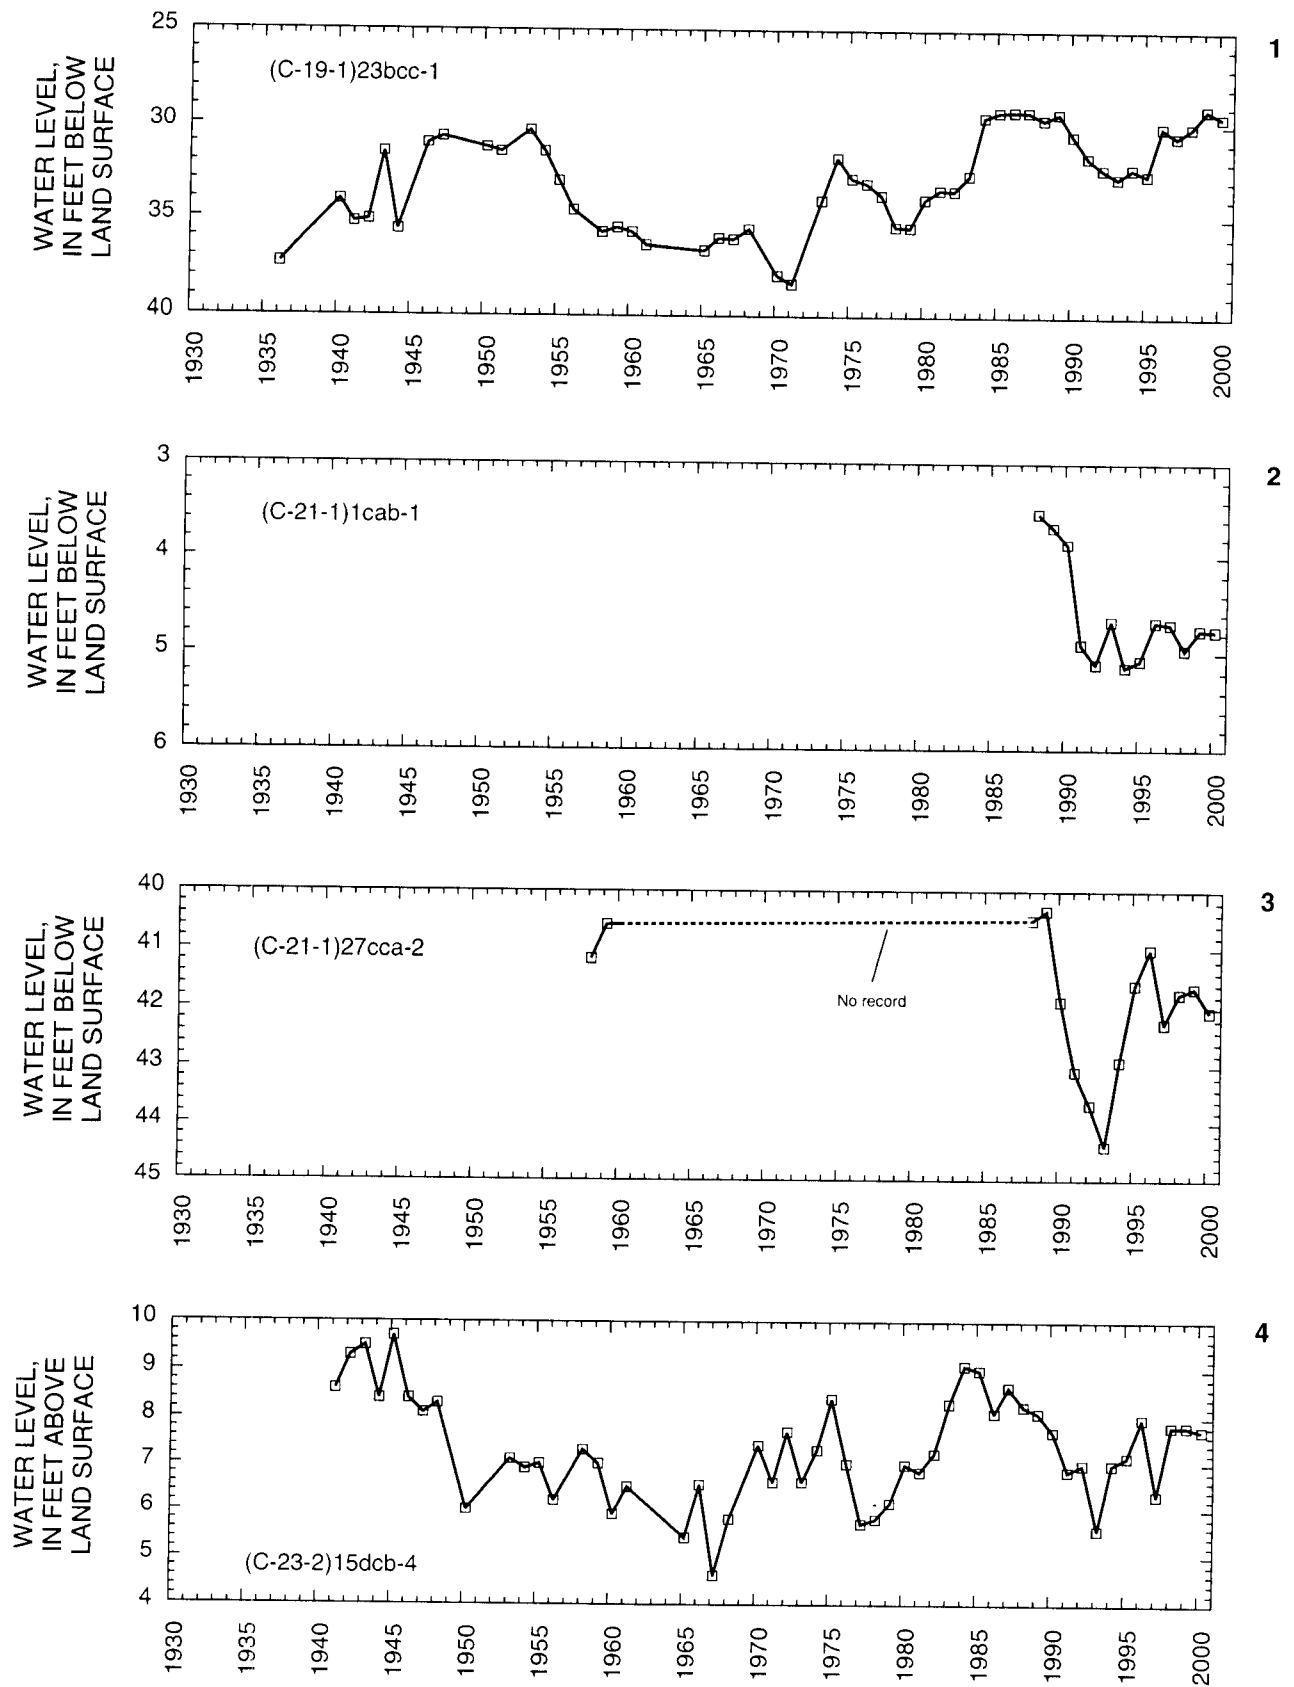 WATER LEVEL,
IN FEET BELOW
LAND SURFACE
25
30
35
40
(C-19-1)23bcc-1
1
1930 1935 1940 1945 1950 1955 1960 1965 1970 1975 1980 1985 1990 1995 2000
WATER LEVEL,
IN FEET BELOW
LAND SURFACE
3
4
5
6
(C-21-1)1cab-1
2
1930 1935 1940 1945 1950 1955 1960 1965 1970 1975 1980 1985 1990 1995 2000
WATER LEVEL,
IN FEET BELOW
LAND SURFACE
40
41
42
43
44
45
(C-21-1)27cca-2
No record
3
1930 1935 1940 1945 1950 1955 1960 1965 1970 1975 1980 1985 1990 1995 2000
WATER LEVEL,
IN FEET ABOVE
LAND SURFACE
10
9
8
7
6
5
4
(C-23-2)15dcb-4
4
1930 1935 1940 1945 1950 1955 1960 1965 1970 1975 1980 1985 1990 1995 2000